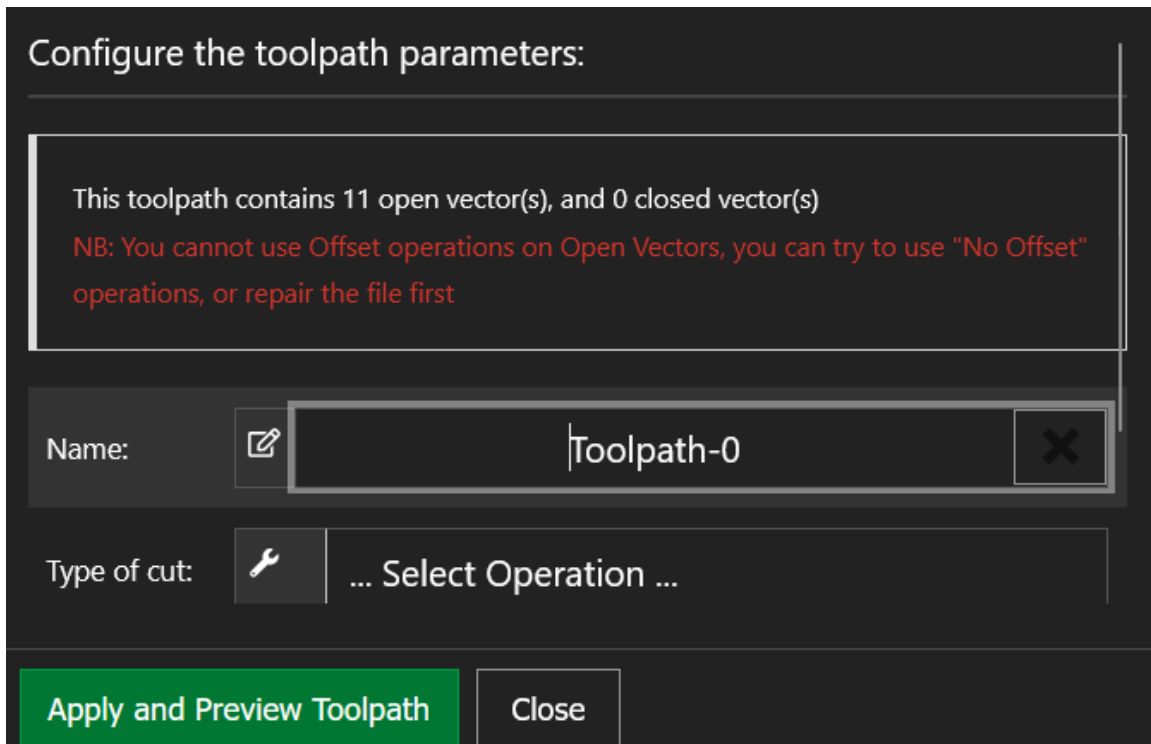 Configure the toolpath parameters:
This toolpath contains 11 open vector(s), and 0 closed vector(s)
NB: You cannot use Offset operations on Open Vectors, you can try to use "No Offset"
operations, or repair the file first
Name:
Toolpath-0
Type of cut:
... Select Operation ...
Apply and Preview Toolpath
Close